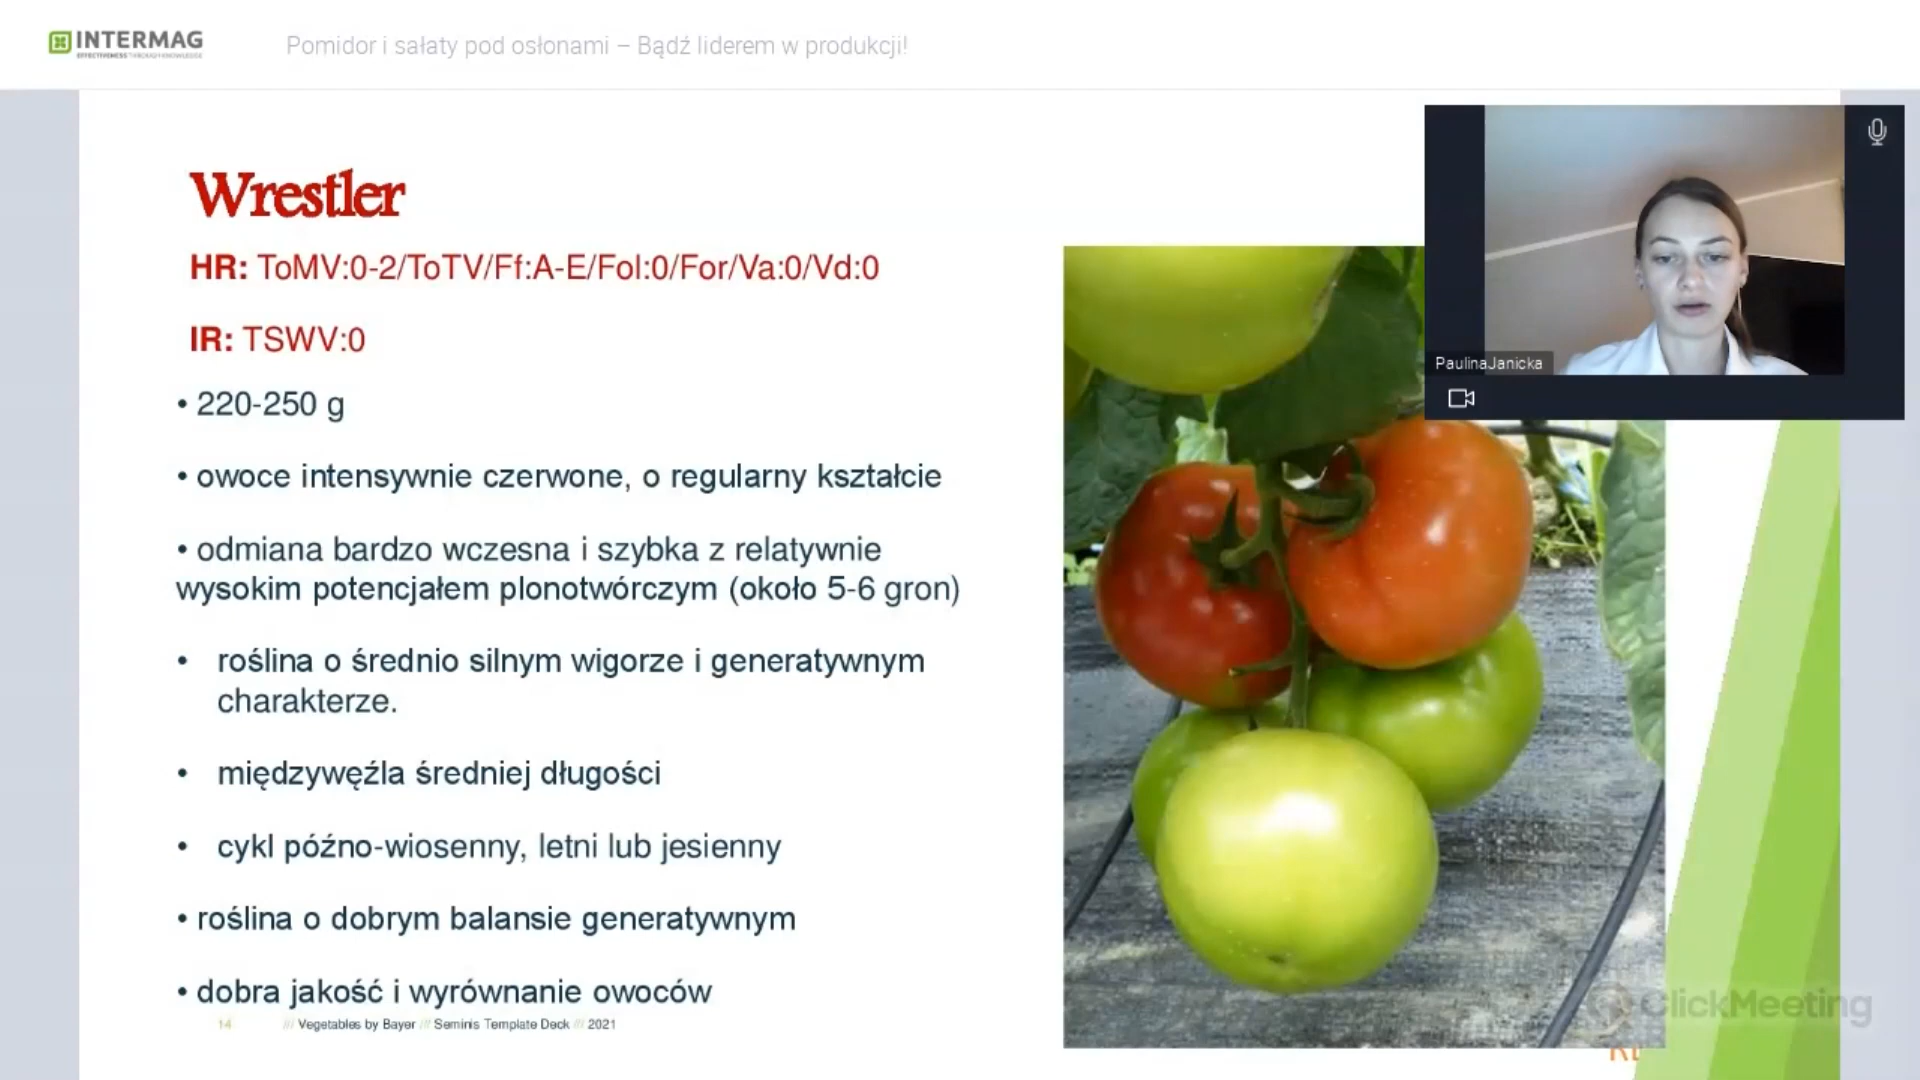 INTERMAG
EFFECTIVENESS THROUGH KNOWLEDGE
Pomidor i sałaty pod osłonami – Bądź liderem w produkcji!
Wrestler
HR: ToMV:0-2/ToTV/Ff:A-E/Fol:0/For/Va:0/Vd:0
IR: TSWV:0
• 220-250 g
• owoce intensywnie czerwone, o regularny kształcie
• odmiana bardzo wczesna i szybka z relatywnie
wysokim potencjałem plonotwórczym (około 5-6 gron)
• roślina o średnio silnym wigorze i generatywnym
charakterze.
• międzywęźla średniej długości
• cykl późno-wiosenny, letni lub jesienny
• roślina o dobrym balansie generatywnym
• dobra jakość i wyrównanie owoców
14 /// Vegetables by Bayer /// Seminis Template Deck /// 2021
PaulinaJanicka
ClickMeeting